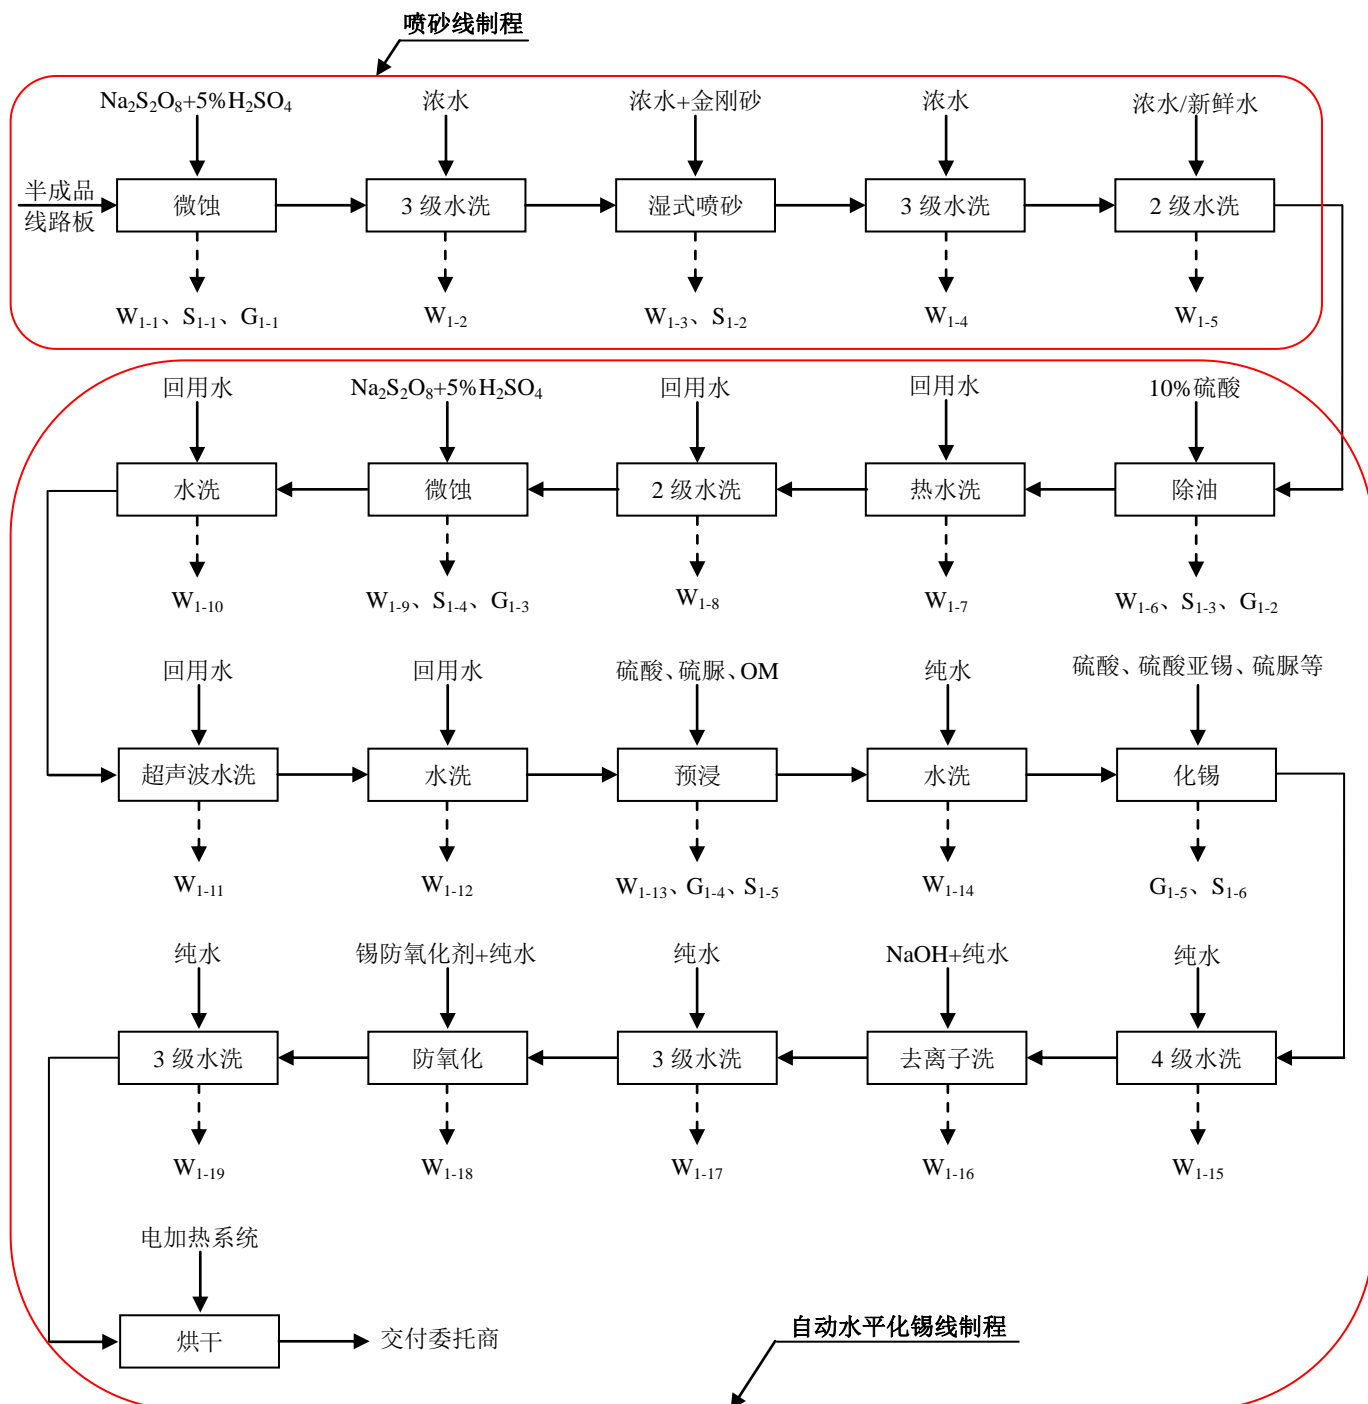 喷砂线制程
Na₂S₂O₈+5%H₂SO₄ 浓水 浓水+金刚砂 浓水 浓水/新鲜水
半成品
线路板
微蚀 3 级水洗 湿式喷砂 3 级水洗 2 级水洗
W₁₋₁、S₁₋₁、G₁₋₁ W₁₋₂ W₁₋₃、S₁₋₂ W₁₋₄ W₁₋₅
回用水 Na₂S₂O₈+5%H₂SO₄ 回用水 回用水 10%硫酸
水洗 微蚀 2 级水洗 热水洗 除油
W₁₋₁₀ W₁₋₉、S₁₋₄、G₁₋₃ W₁₋₈ W₁₋₇ W₁₋₆、S₁₋₃、G₁₋₂
回用水 回用水 硫酸、硫脲、OM 纯水 硫酸、硫酸亚锡、硫脲等
超声波水洗 水洗 预浸 水洗 化锡
W₁₋₁₁ W₁₋₁₂ W₁₋₁₃、G₁₋₄、S₁₋₅ W₁₋₁₄ G₁₋₅、S₁₋₆
纯水 锡防氧化剂+纯水 纯水 NaOH+纯水 纯水
3 级水洗 防氧化 3 级水洗 去离子洗 4 级水洗
W₁₋₁₉ W₁₋₁₈ W₁₋₁₇ W₁₋₁₆ W₁₋₁₅
电加热系统
烘干 交付委托商
自动水平化锡线制程